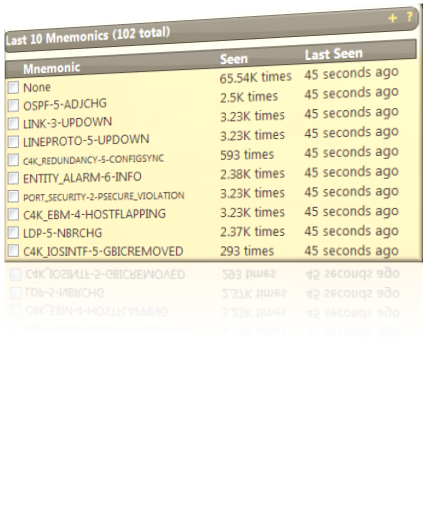 Last 10 Mnemonics (102 total) + ?
Mnemonic Seen Last Seen
None 65.54K times 45 seconds ago
OSPF-5-ADJCHG 2.5K times 45 seconds ago
LINK-3-UPDOWN 3.23K times 45 seconds ago
LINEPROTO-5-UPDOWN 3.23K times 45 seconds ago
C4K_REDUNDANCY-5-CONFIGSYNC 593 times 45 seconds ago
ENTITY_ALARM-6-INFO 2.38K times 45 seconds ago
PORT_SECURITY-2-PSECURE_VIOLATION 3.23K times 45 seconds ago
C4K_EBM-4-HOSTFLAPPING 3.23K times 45 seconds ago
LDP-5-NBRCHG 2.37K times 45 seconds ago
C4K_IOSINTF-5-GBICREMOVED 293 times 45 seconds ago